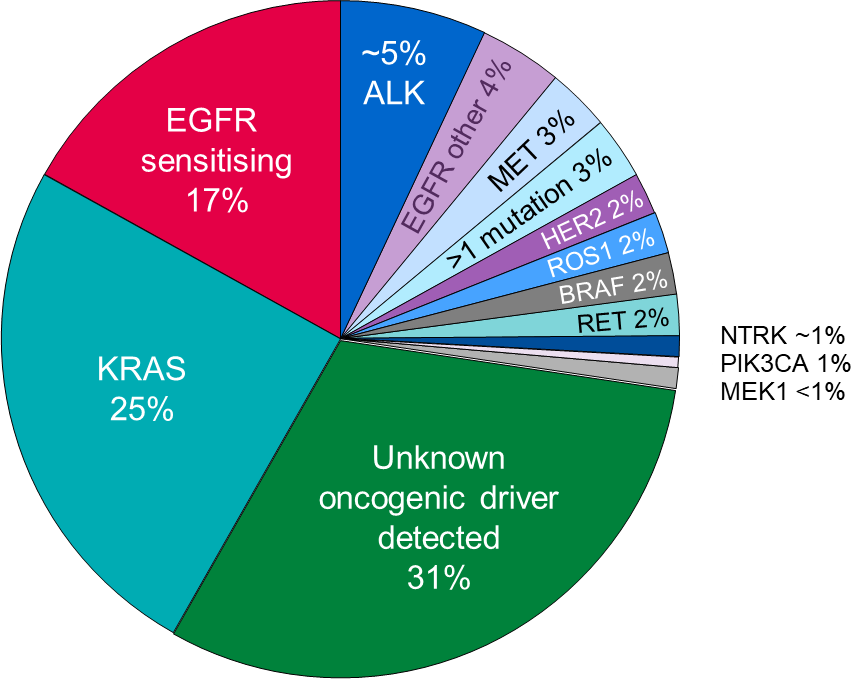 ~5%
ALK
EGFR other 4%
MET 3%
>1 mutation 3%
HER2 2%
ROS1 2%
BRAF 2%
RET 2%
NTRK ~1%
PIK3CA 1%
MEK1 <1%
Unknown
oncogenic driver
detected
31%
KRAS
25%
EGFR
sensitising
17%